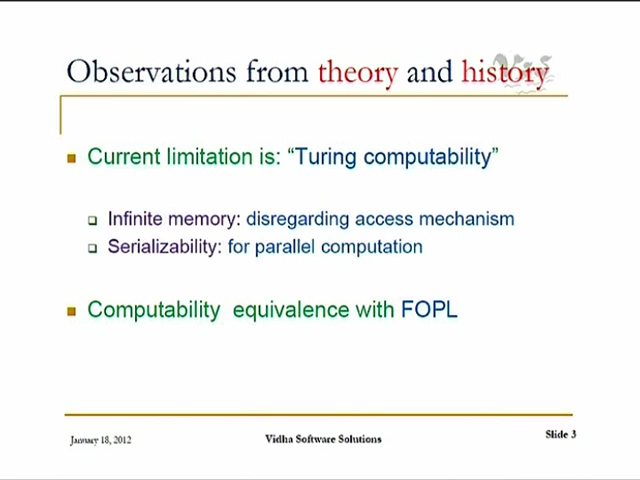 Observations from theory and history
Current limitation is: “Turing computability”
Infinite memory: disregarding access mechanism
Serializability: for parallel computation
Computability equivalence with FOPL
January 18, 2012
Vidha Software Solutions
Slide 3